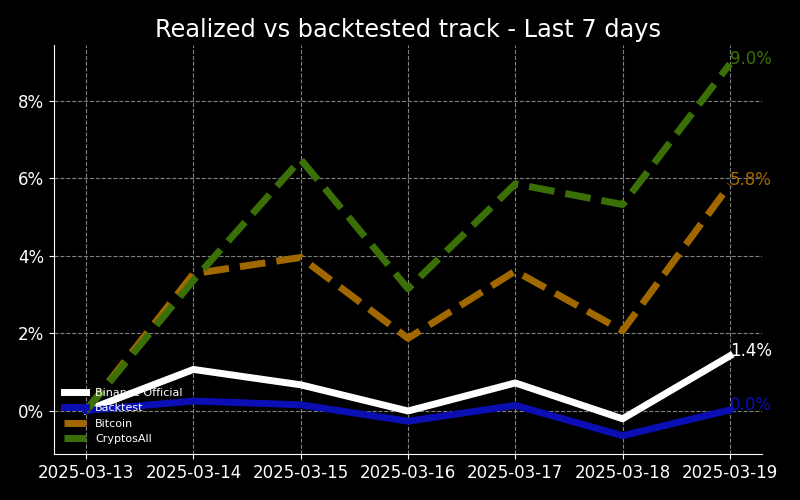 Realized vs backtested track - Last 7 days
9.0%
8%
6%
5.8%
4%
2%
1.4%
Official
Backtest
0.0%
0%
Bitcoin
CryptosAll
2025-03-13 2025-03-14 2025-03-15 2025-03-16 2025-03-17 2025-03-18 2025-03-19